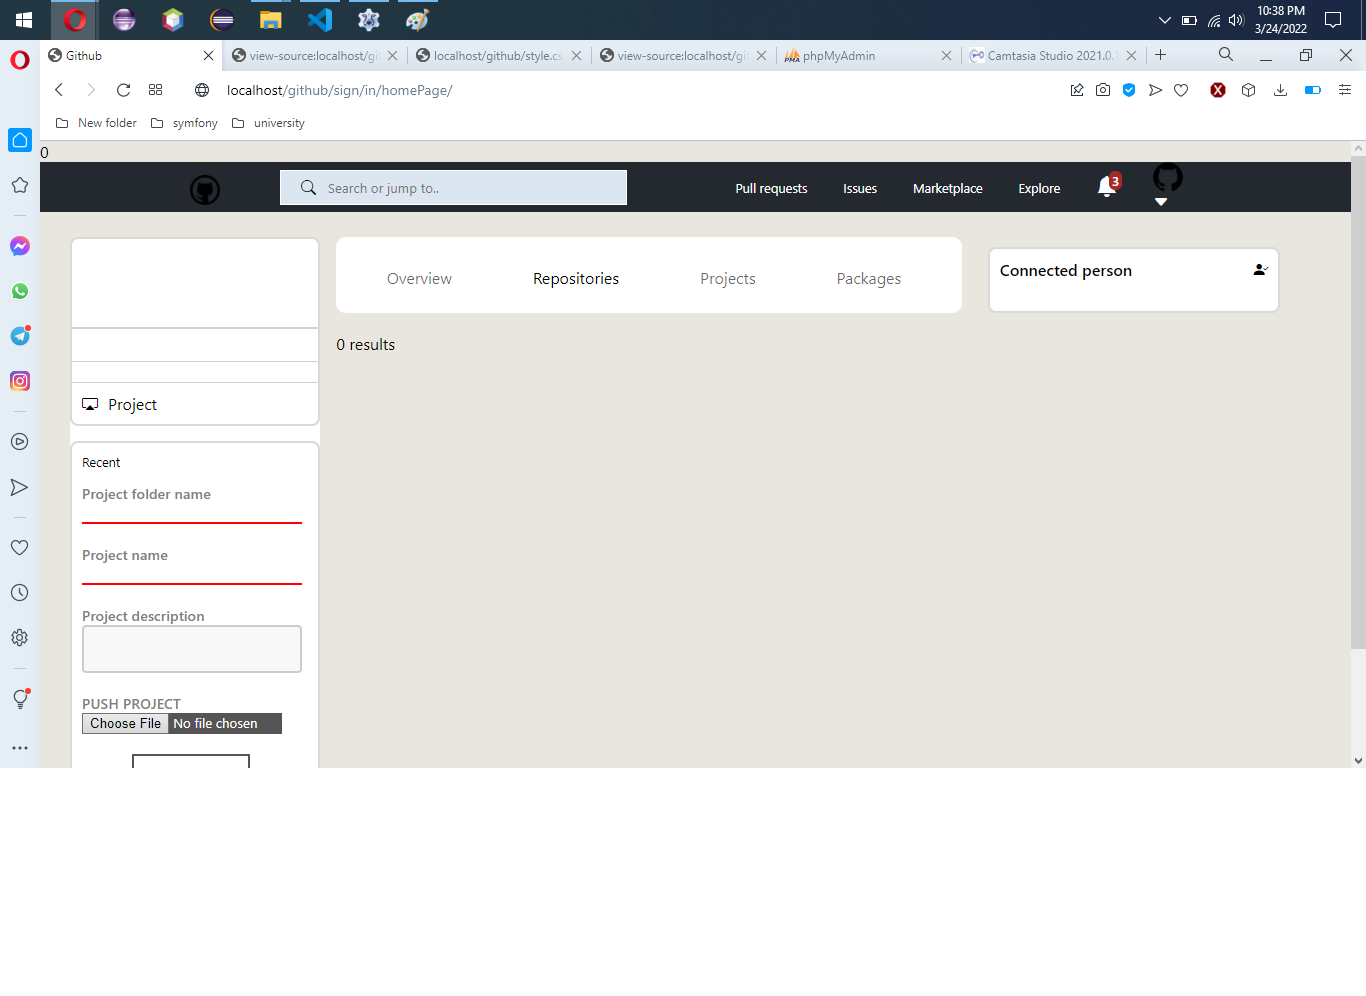 10:38 PM
3/24/2022
Github
view-source:localhost/gi
localhost/github/style.cs
view-source:localhost/gi
phpMyAdmin
Camtasia Studio 2021.0.1
localhost/github/sign/in/homePage/
New folder
symfony
university
0
Search or jump to..
Pull requests
Issues
Marketplace
Explore
3
Overview
Repositories
Projects
Packages
Connected person
0 results
Project
Recent
Project folder name
Project name
Project description
PUSH PROJECT
Choose File No file chosen